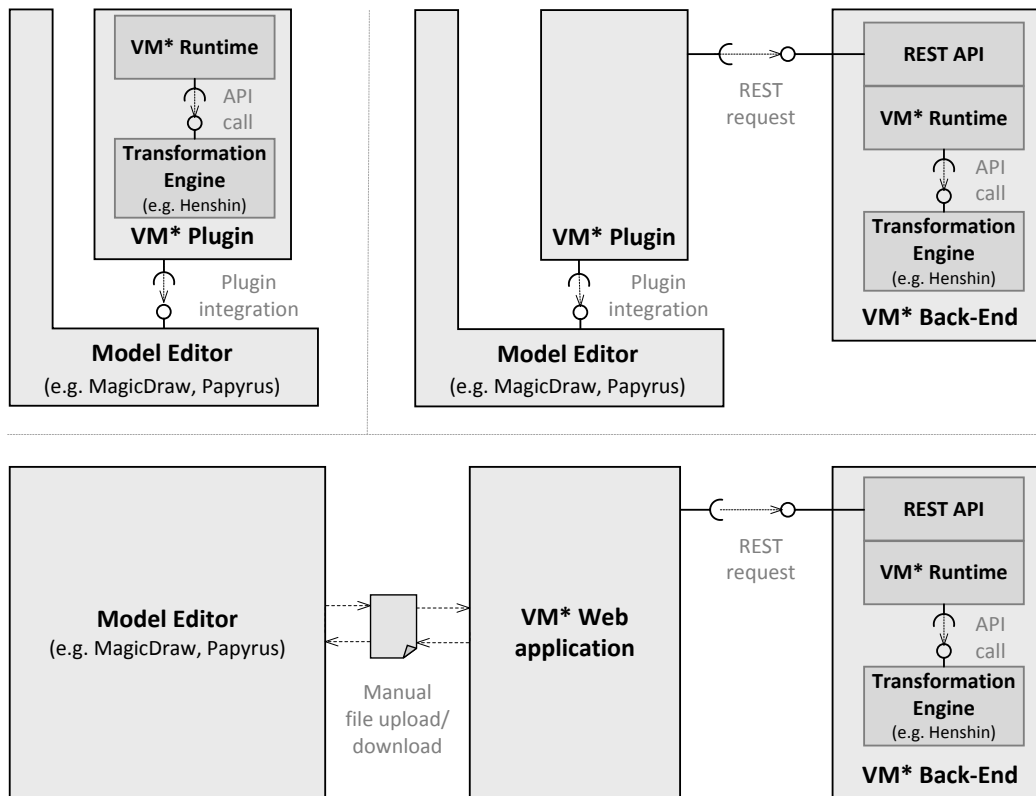 VM* Runtime
API
call
Transformation
Engine
(e.g. Henshin)
VM* Plugin
Plugin
integration
Model Editor
(e.g. MagicDraw, Papyrus)
VM* Plugin
Plugin
integration
Model Editor
(e.g. MagicDraw, Papyrus)
REST
request
REST API
VM* Runtime
API
call
Transformation
Engine
(e.g. Henshin)
VM* Back-End
Model Editor
(e.g. MagicDraw, Papyrus)
Manual
file upload/
download
VM* Web
application
REST
request
REST API
VM* Runtime
API
call
Transformation
Engine
(e.g. Henshin)
VM* Back-End